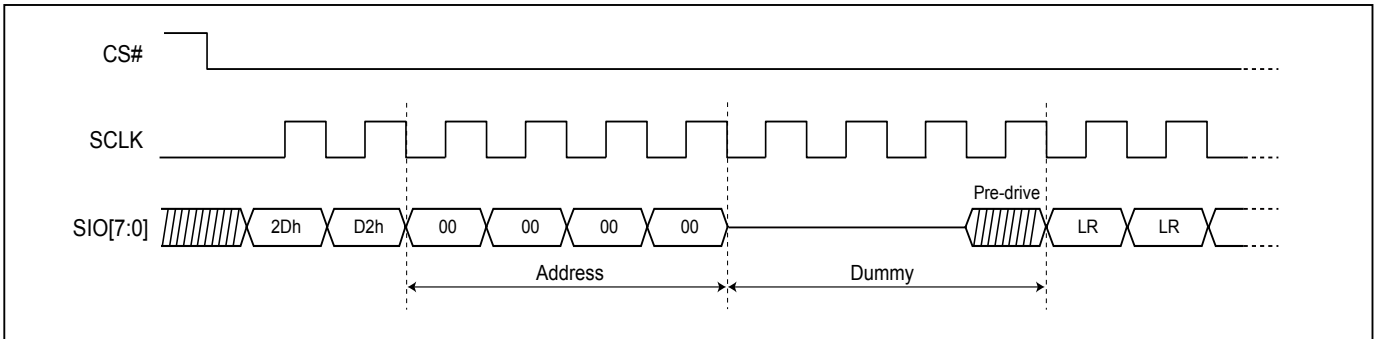 CS#
SCLK
Pre-drive
SIO[7:0] 2Dh D2h 00 00 00 00 LR LR
Address Dummy